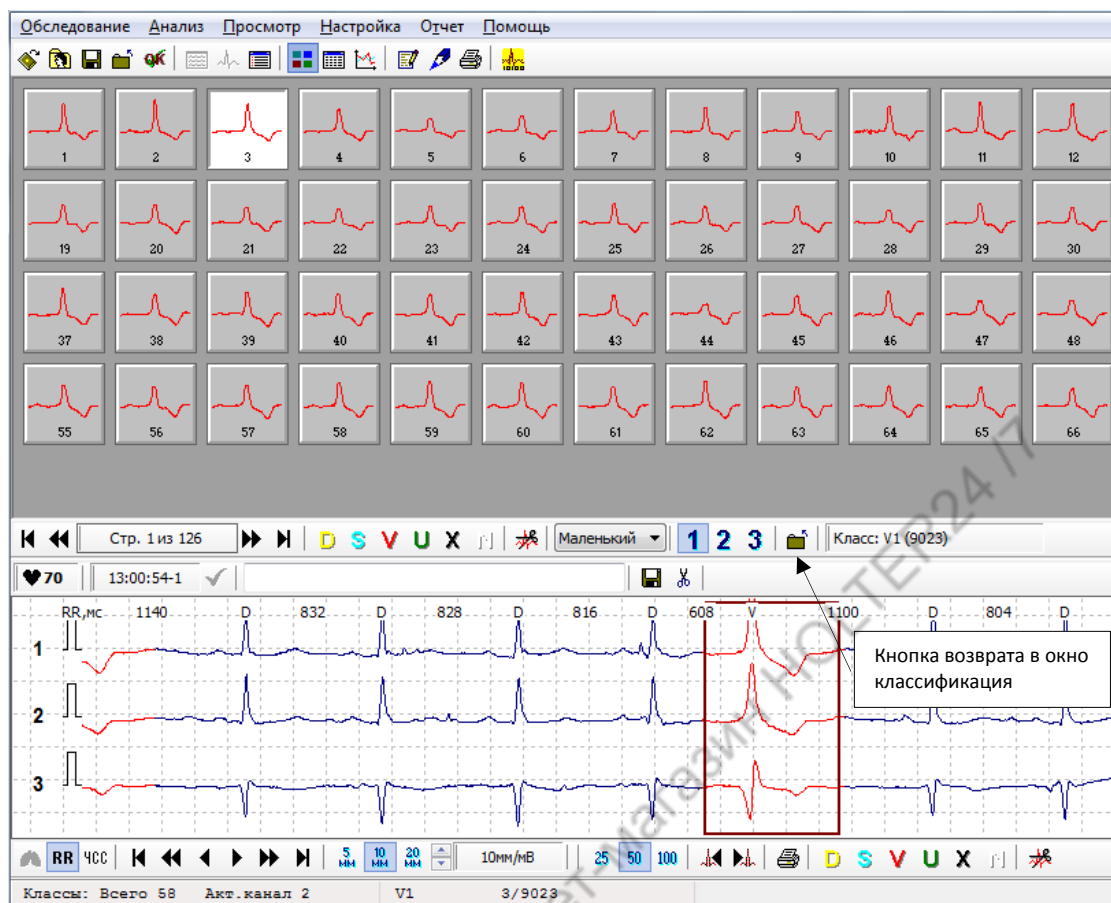 Обследование Анализ Просмотр Настройка Отчет Помощь
QK
1 2 3 4 5 6 7 8 9 10 11 12
19 20 21 22 23 24 25 26 27 28 29 30
37 38 39 40 41 42 43 44 45 46 47 48
55 56 57 58 59 60 61 62 63 64 65 66
Стр. 1 из 126 D S V U X Маленький 1 2 3 Класс: V1 (9023)
70 13:00:54-1
RR,мс 1140 D 832 D 828 D 816 D 608 V 1100 D 804 D
1
Кнопка возврата в окно
классификация
2
3
RR ЧСС 5 мм 10 мм 20 мм 10мм/мВ 25 50 100 D S V U X
Классы: Всего 58 Акт.канал 2 V1 3/9023
Магазин HOLTER24 /7